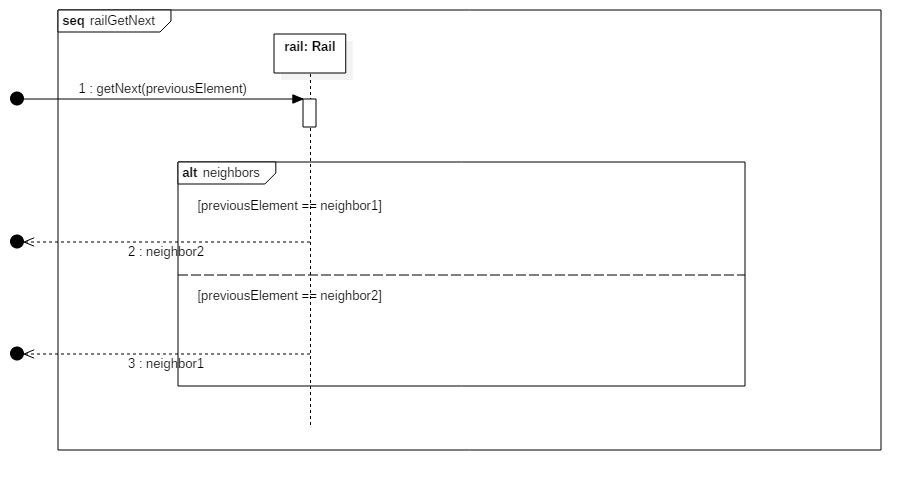 seq railGetNext
rail: Rail
1 : getNext(previousElement)
alt neighbors
[previousElement == neighbor1]
2 : neighbor2
[previousElement == neighbor2]
3 : neighbor1